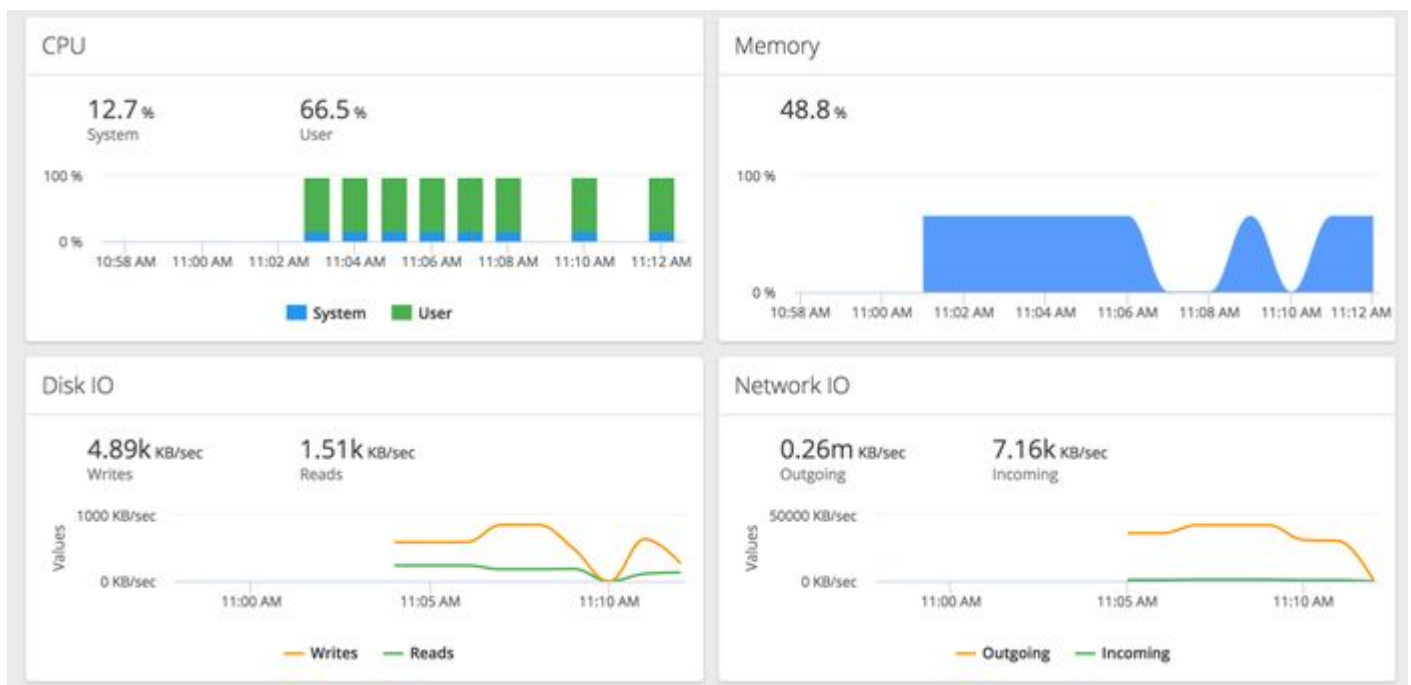 CPU
12.7 %
System
66.5 %
User
100 %
0 %
10:58 AM 11:00 AM 11:02 AM 11:04 AM 11:06 AM 11:08 AM 11:10 AM 11:12 AM
System User
Memory
48.8 %
100 %
0 %
10:58 AM 11:00 AM 11:02 AM 11:04 AM 11:06 AM 11:08 AM 11:10 AM 11:12 AM
Disk IO
4.89k KB/sec
Writes
1.51k KB/sec
Reads
Values
1000 KB/sec
0 KB/sec
11:00 AM 11:05 AM 11:10 AM
Writes Reads
Network IO
0.26m KB/sec
Outgoing
7.16k KB/sec
Incoming
Values
50000 KB/sec
0 KB/sec
11:00 AM 11:05 AM 11:10 AM
Outgoing Incoming